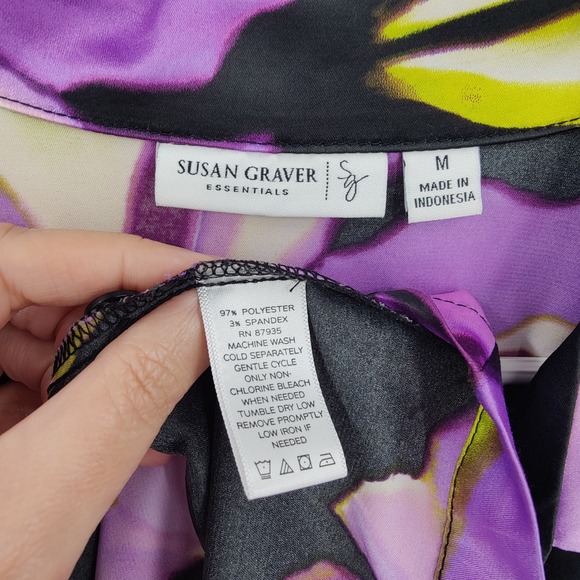 SUSAN GRAVER
ESSENTIALS
Sg
M
MADE IN
INDONESIA
97% POLYESTER
3% SPANDEX
RN 87935
MACHINE WASH
COLD SEPARATELY
GENTLE CYCLE
ONLY NON-
CHLORINE BLEACH
WHEN NEEDED
TUMBLE DRY LOW
REMOVE PROMPTLY
LOW IRON IF
NEEDED